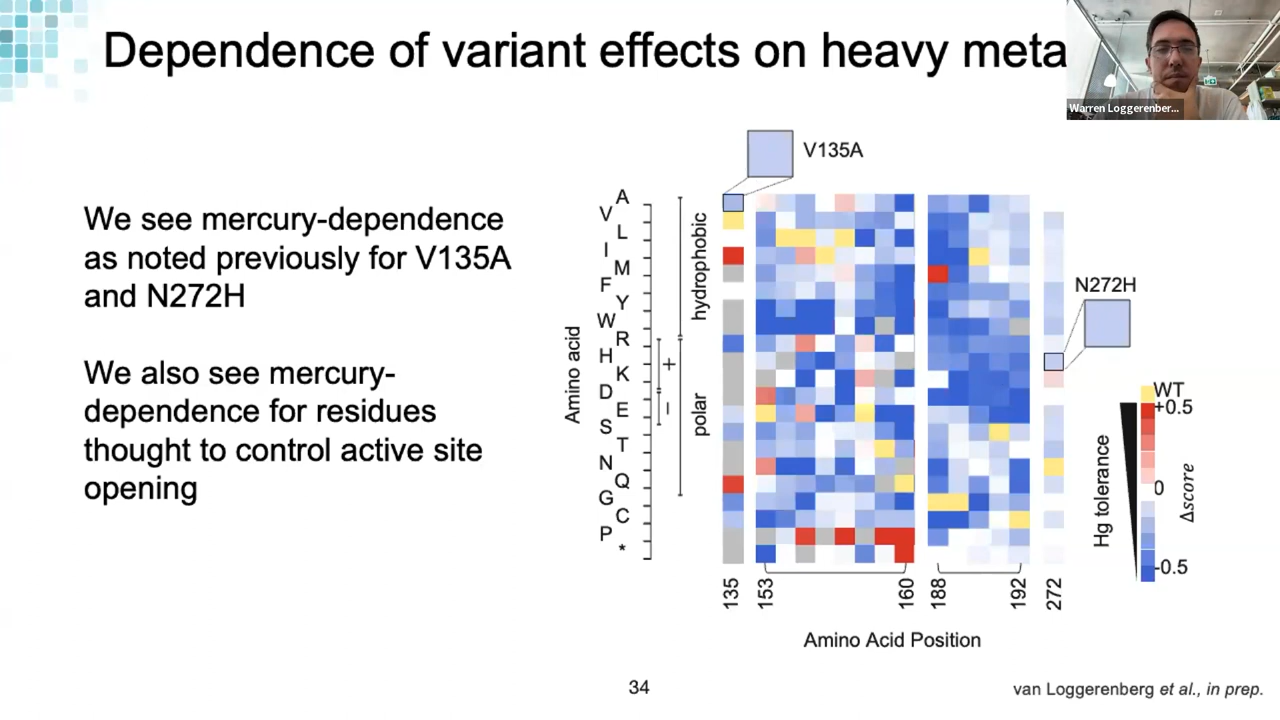 Dependence of variant effects on heavy meta
Warren Loggerenber...
We see mercury-dependence
as noted previously for V135A
and N272H
We also see mercury-
dependence for residues
thought to control active site
opening
V135A
N272H
Amino acid
A
V
L
I
M
F
Y
W
R
H
K
D
E
S
T
N
Q
G
C
P
*
hydrophobic
+
–
polar
WT
+0.5
0
-0.5
Hg tolerance
Δscore
135
153
160
188
192
272
Amino Acid Position
34
van Loggerenberg et al., in prep.